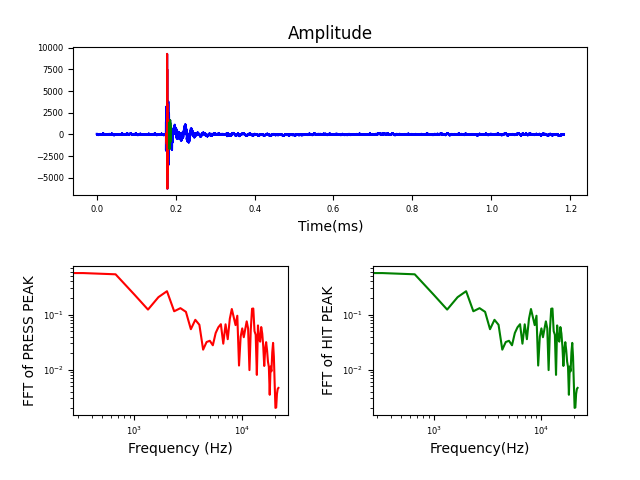 Amplitude
10000
7500
5000
2500
0
−2500
−5000
0.0 0.2 0.4 0.6 0.8 1.0 1.2
Time(ms)
FFT of PRESS PEAK
10⁻¹
10⁻²
10³ 10⁴
Frequency (Hz)
FFT of HIT PEAK
10⁻¹
10⁻²
10³ 10⁴
Frequency(Hz)